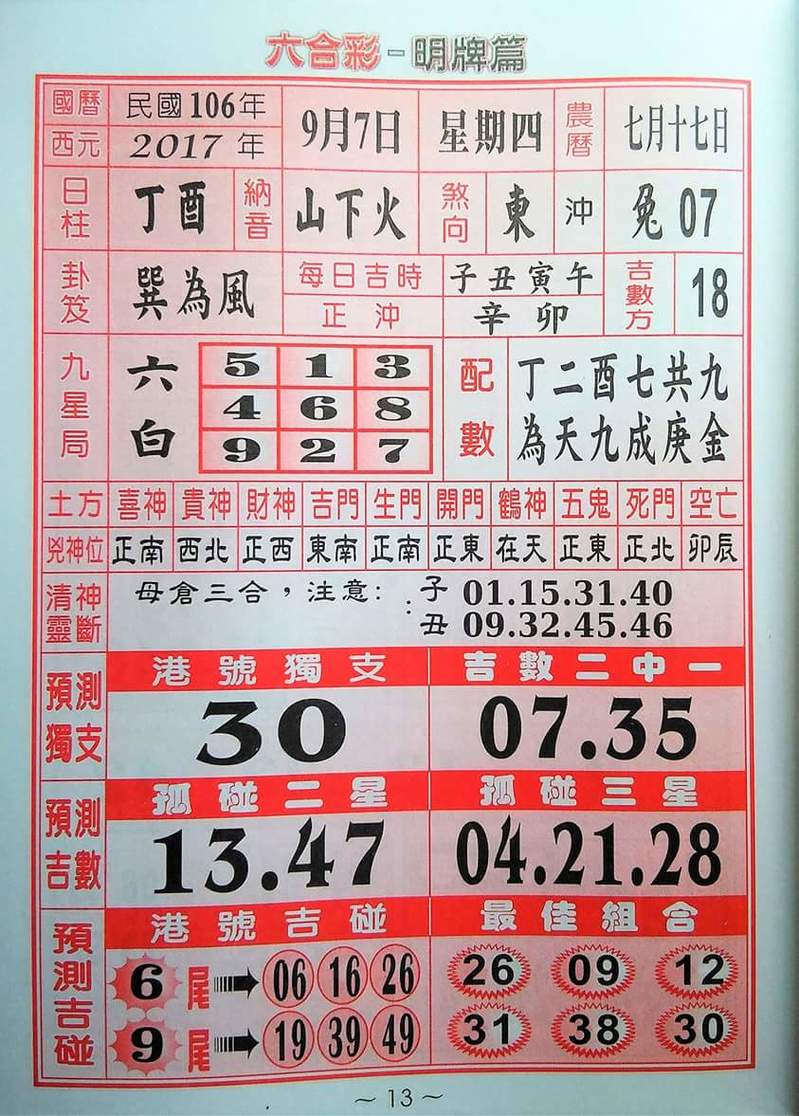 六合彩-明牌篇
國曆 民國106年 9月7日 星期四 農曆 七月十七日
西元 2017年
日柱 丁酉 納音 山下火 煞向 東 沖 兔07
卦笈 巽為風 每日吉時 子丑寅午 吉數方 18
正沖 辛卯
九星局 六白 5 1 3 配數 丁二酉七共九
4 6 8 為天九成庚金
9 2 7
土方 喜神 貴神 財神 吉門 生門 開門 鶴神 五鬼 死門 空亡
兇神位 正南 西北 正西 東南 正南 正東 在天 正東 正北 卯辰
清神靈斷 母倉三合，注意: : 子 01.15.31.40
丑 09.32.45.46
預測獨支 港號獨支 吉數二中一
30 07.35
預測吉數 孤碰二星 孤碰三星
13.47 04.21.28
預測吉碰 港號吉碰 最佳組合
6尾 06 16 26 26 09 12
9尾 19 39 49 31 38 30
～13～